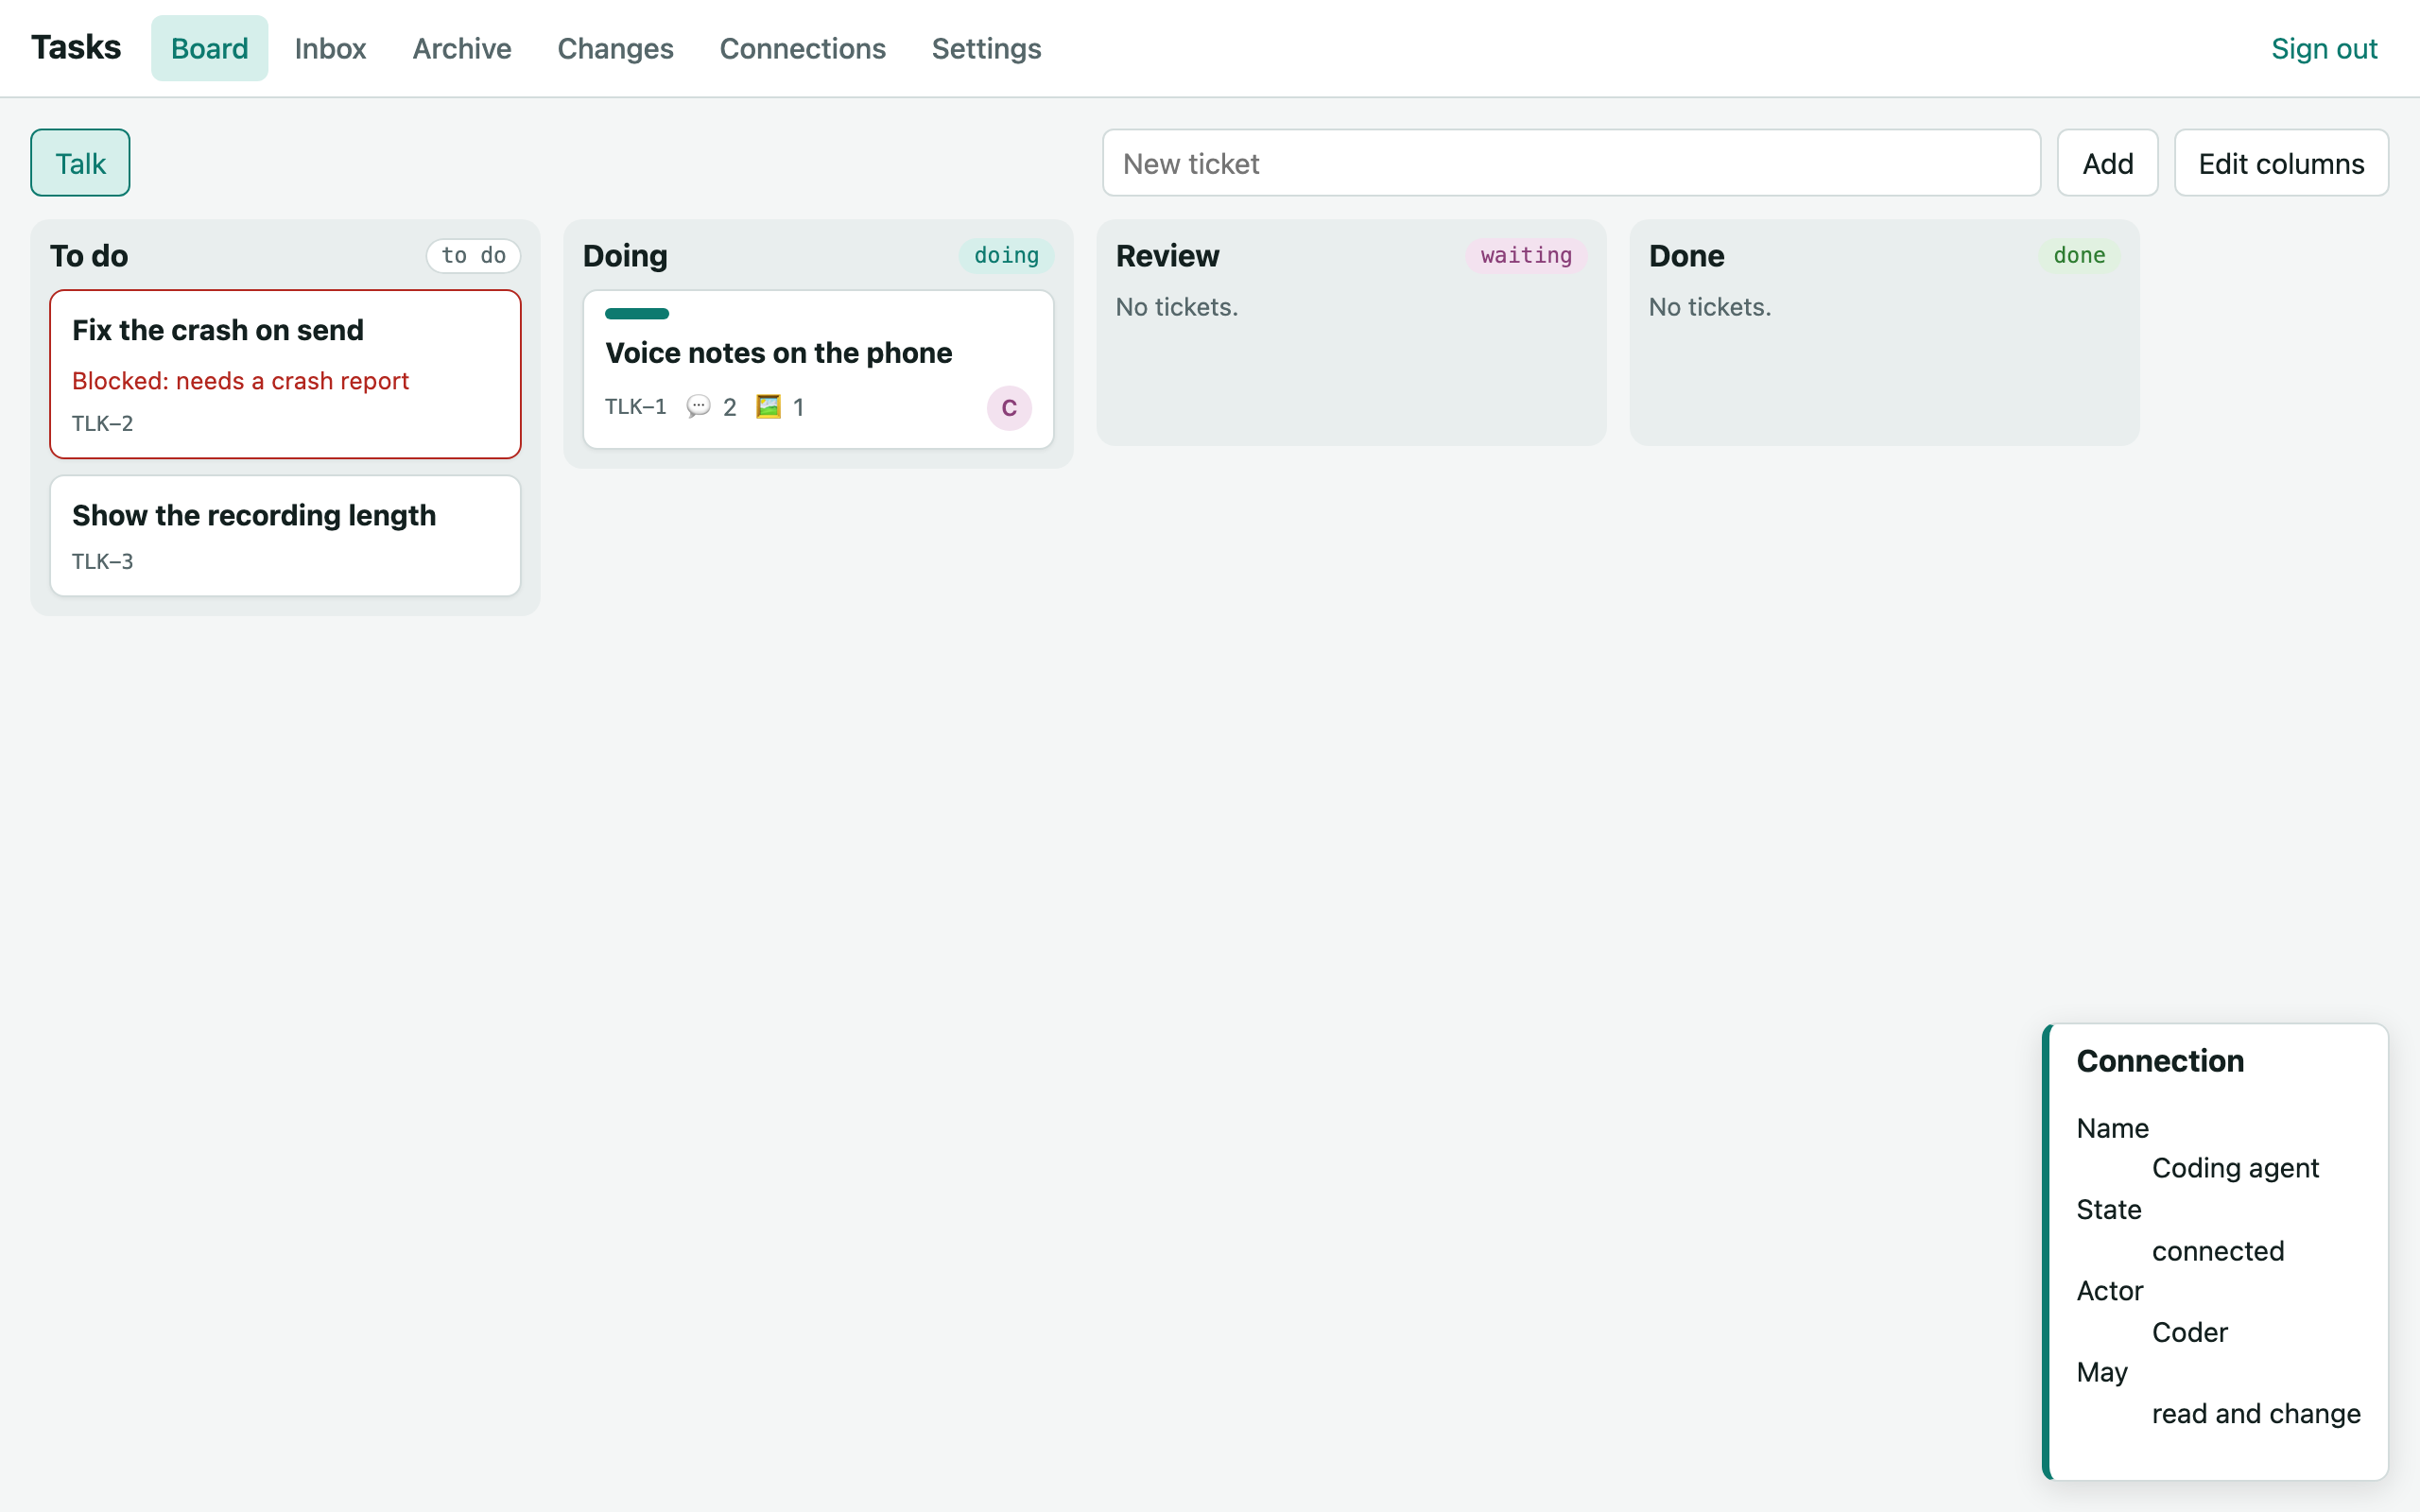 Tasks Board Inbox Archive Changes Connections Settings Sign out
Talk New ticket Add Edit columns
To do to do
Fix the crash on send
Blocked: needs a crash report
TLK-2
Show the recording length
TLK-3
Doing doing
Voice notes on the phone
TLK-1 2 1 C
Review waiting
No tickets.
Done done
No tickets.
Connection
Name
Coding agent
State
connected
Actor
Coder
May
read and change